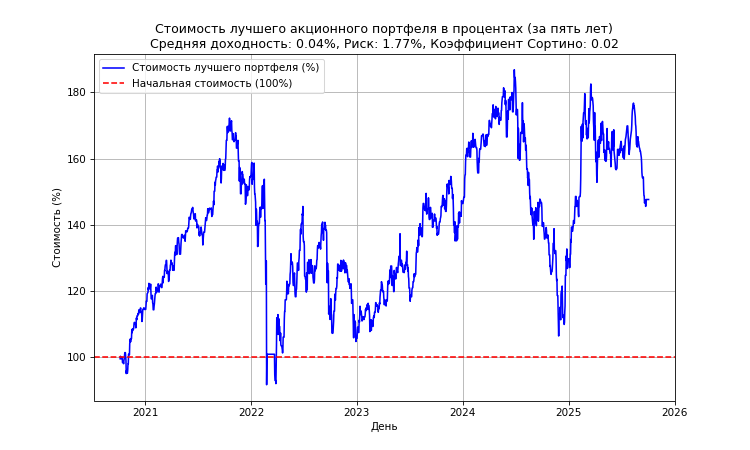 Стоимость лучшего акционного портфеля в процентах (за пять лет)
Средняя доходность: 0.04%, Риск: 1.77%, Коэффициент Сортино: 0.02
Стоимость лучшего портфеля (%)
Начальная стоимость (100%)
Стоимость (%)
180
160
140
120
100
2021
2022
2023
2024
2025
2026
День